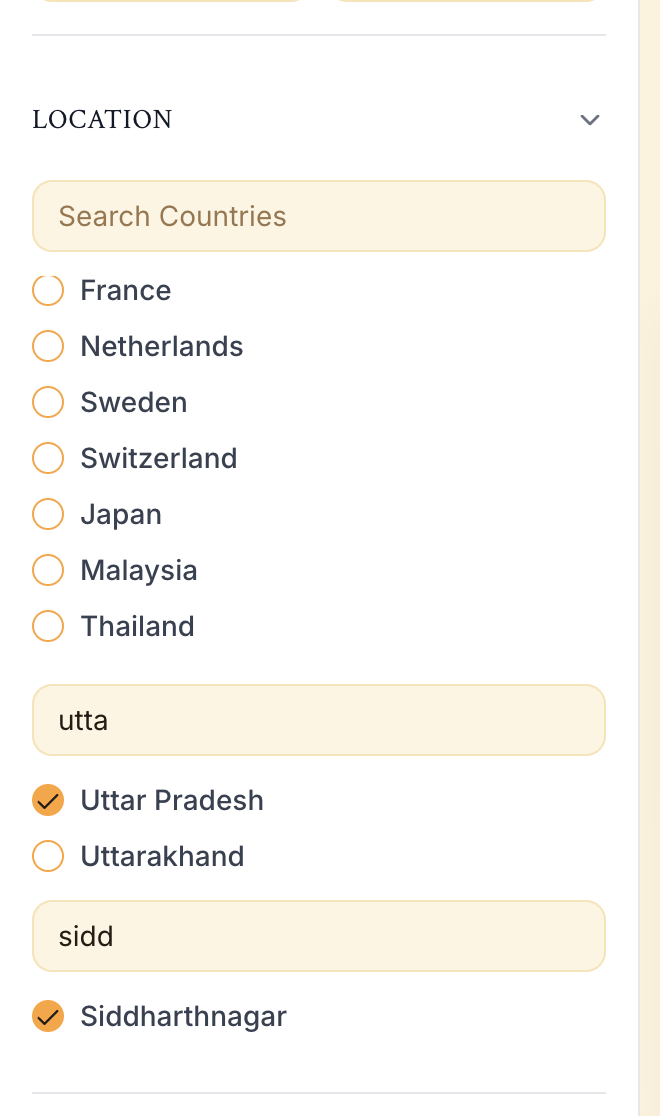 LOCATION
Search Countries
France
Netherlands
Sweden
Switzerland
Japan
Malaysia
Thailand
utta
Uttar Pradesh
Uttarakhand
sidd
Siddharthnagar